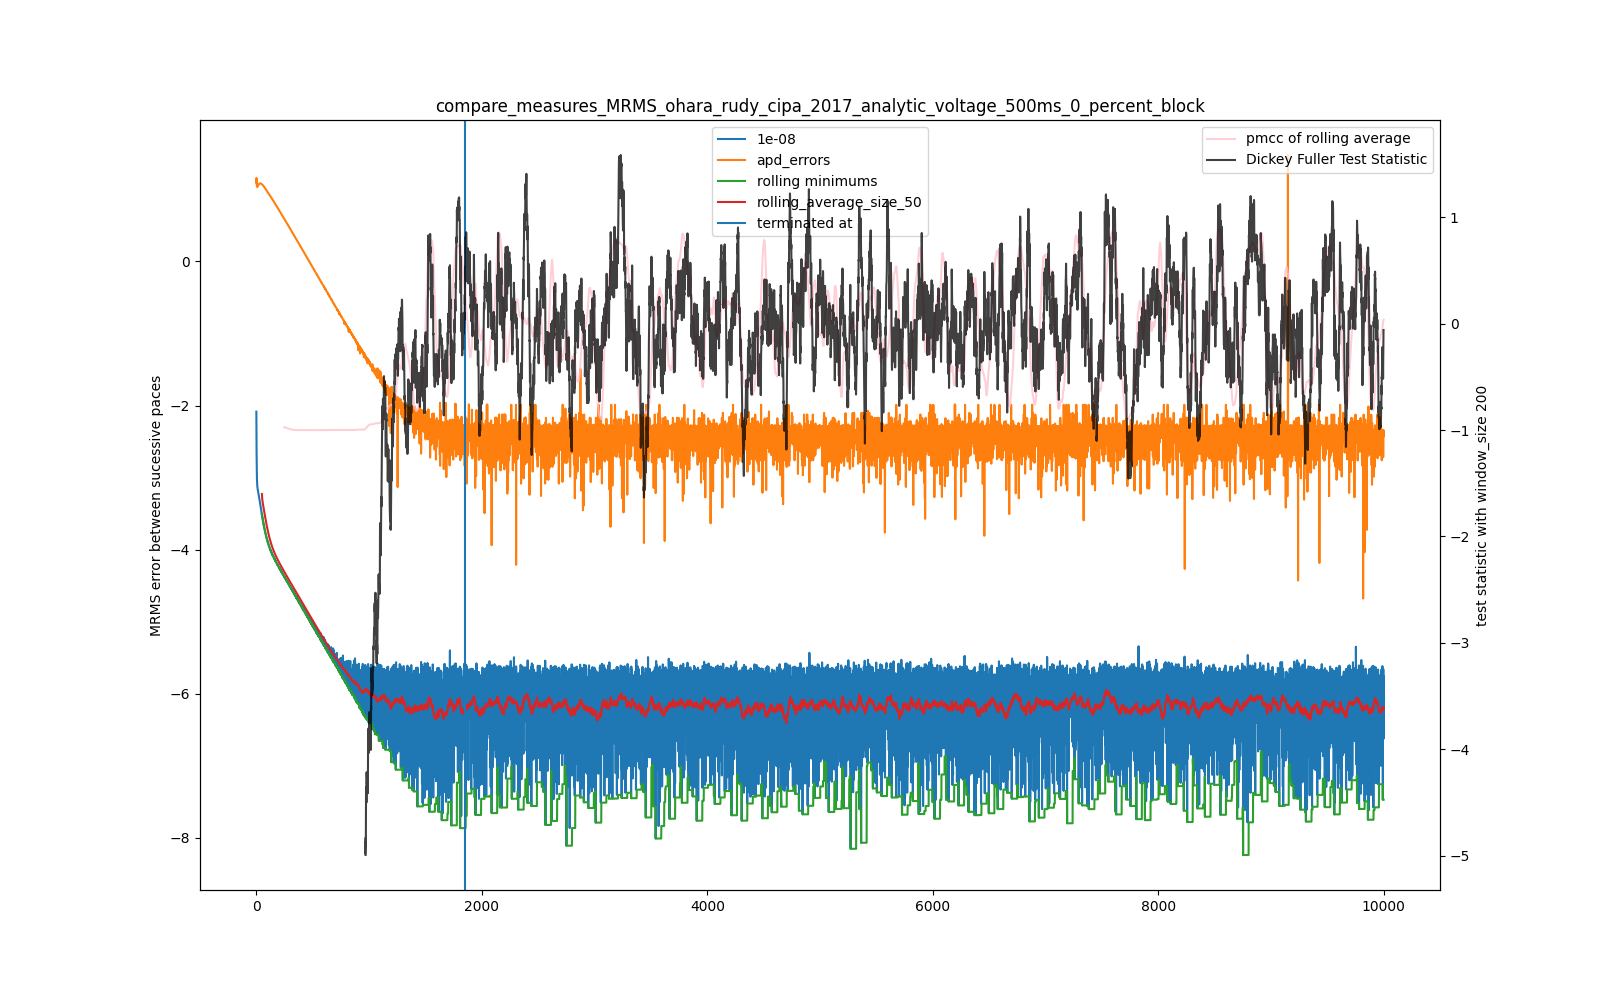 compare_measures_MRMS_ohara_rudy_cipa_2017_analytic_voltage_500ms_0_percent_block
1e-08
apd_errors
rolling minimums
rolling_average_size_50
terminated at
pmcc of rolling average
Dickey Fuller Test Statistic
MRMS error between sucessive paces
0
−2
−4
−6
−8
1
0
−1
−2
−3
−4
−5
test statistic with window_size 200
0
2000
4000
6000
8000
10000